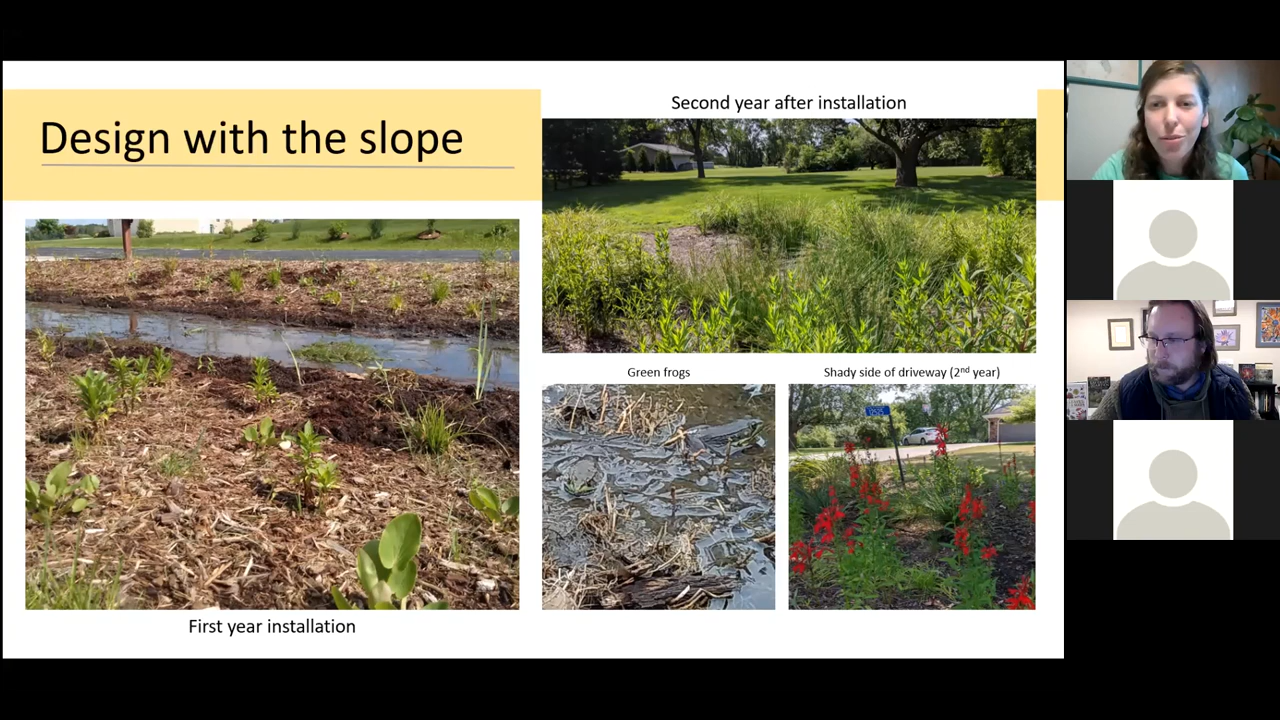 Design with the slope
First year installation
Second year after installation
Green frogs
Shady side of driveway (2nd year)